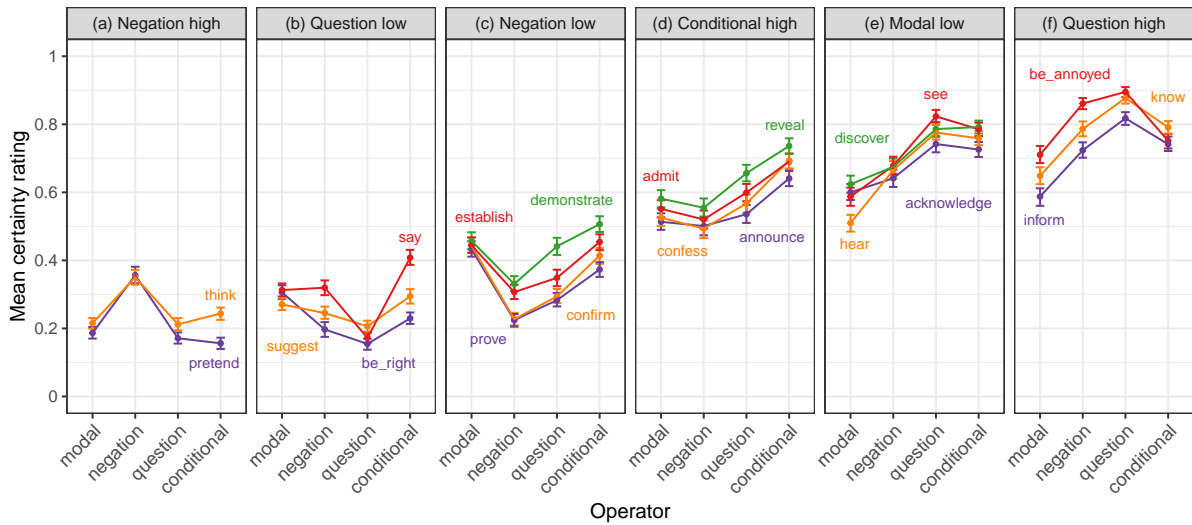 (a) Negation high
(b) Question low
(c) Negation low
(d) Conditional high
(e) Modal low
(f) Question high
Mean certainty rating
1
0.8
0.6
0.4
0.2
0
think
pretend
say
suggest
be_right
establish
demonstrate
prove
confirm
admit
reveal
confess
announce
see
discover
acknowledge
hear
be_annoyed
know
inform
modal
negation
question
conditional
modal
negation
question
conditional
modal
negation
question
conditional
modal
negation
question
conditional
modal
negation
question
conditional
modal
negation
question
conditional
Operator